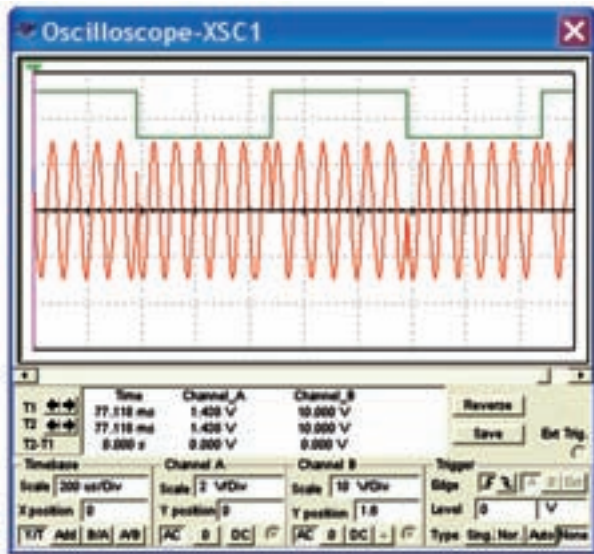 Oscilloscope-XSC1
Time Channel_A Channel_B
T1 77.118 ms 1.408 V 10.000 V
T2 77.118 ms 1.408 V 10.000 V
T2-T1 0.000 s 0.000 V 0.000 V
Reverse
Save
Ext Trig.
Timebase
Scale 200 us/Div
X position 0
Y/T Add B/A A/B
Channel A
Scale 2 V/Div
Y position 0
AC 0 DC
Channel B
Scale 10 V/Div
Y position 1.6
AC 0 DC -
Trigger
Edge A B Ext
Level 0 V
Type Sing. Nor. Auto None